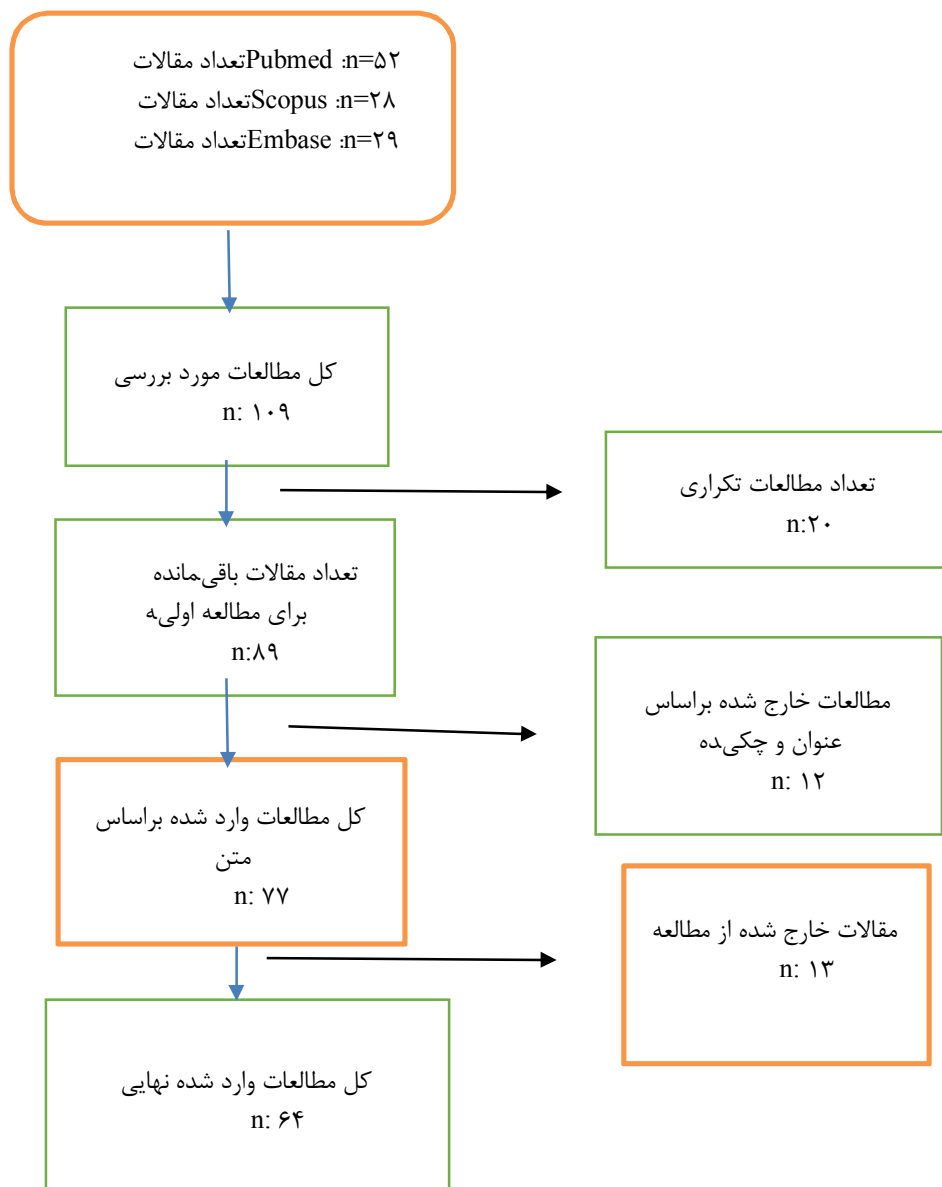 تعداد مقالات Pubmed :n=۵۲
تعداد مقالات Scopus :n=۲۸
تعداد مقالات Embase :n=۲۹
کل مطالعات مورد بررسی
n: ۱۰۹
تعداد مطالعات تکراری
n:۲۰
تعداد مقالات باقی‌مانده
برای مطالعه اولیه
n:۸۹
مطالعات خارج شده براساس
عنوان و چکیده
n: ۱۲
کل مطالعات وارد شده براساس
متن
n: ۷۷
مقالات خارج شده از مطالعه
n: ۱۳
کل مطالعات وارد شده نهایی
n: ۶۴